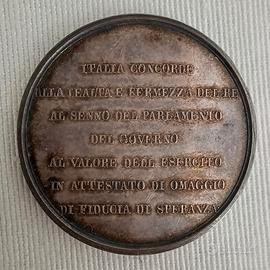 ITALIA CONCORDE
ALLA LEALTA E FERMEZZA DEL RE
AL SENNO DEL PARLAMENTO
DEL GOVERNO
AL VALORE DELL ESERCITO
IN ATTESTATO DI OMAGGIO
DI FIDUCIA DI SPERANZA